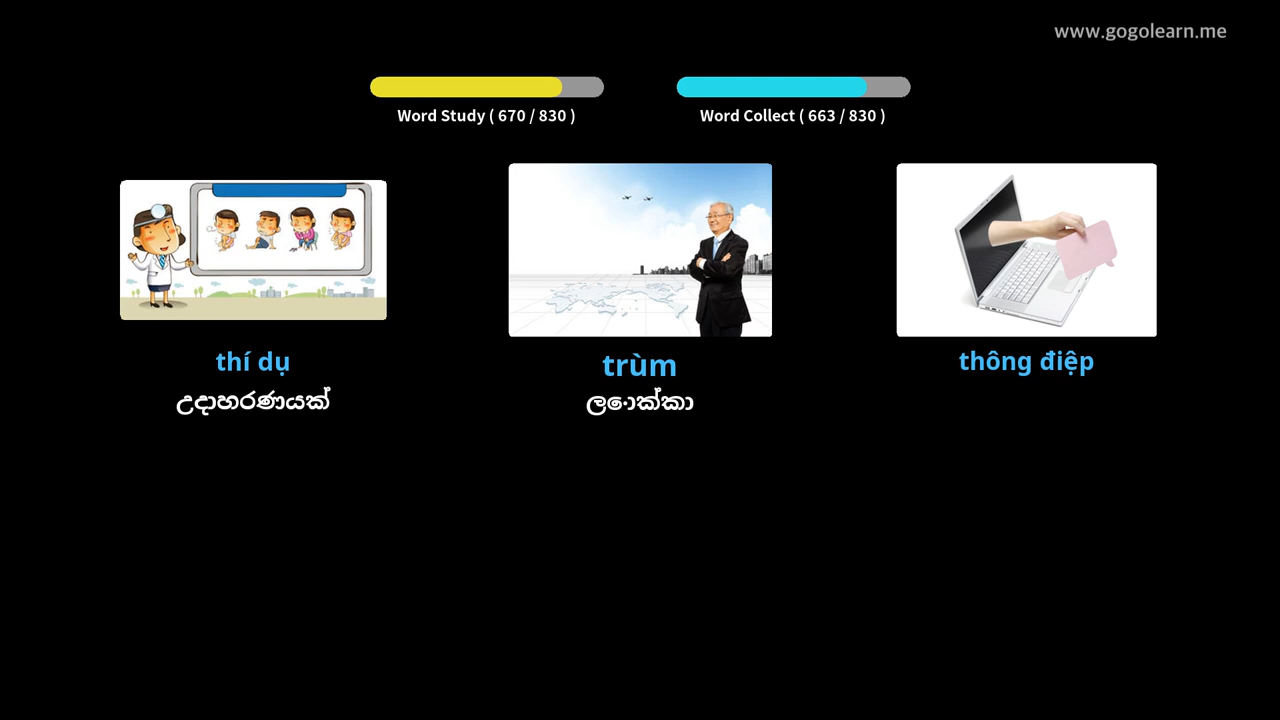 www.gogolearn.me
Word Study ( 670 / 830 )
Word Collect ( 663 / 830 )
thí dụ
trùm
thông điệp
උදාහරණයක්
ලොක්කා